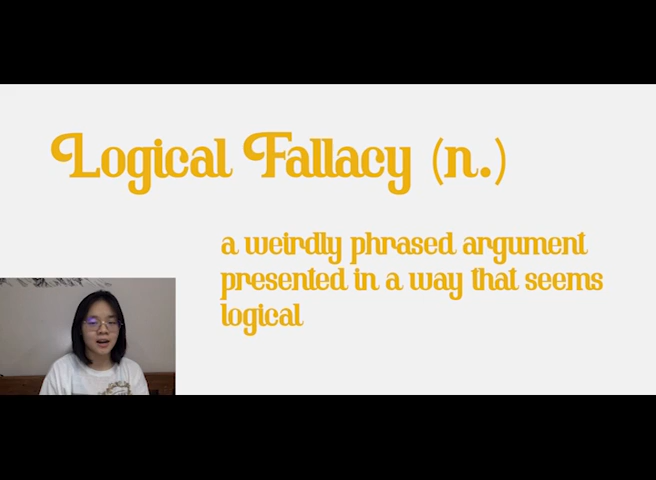 Logical Fallacy (n.)
a weirdly phrased argument
presented in a way that seems
logical